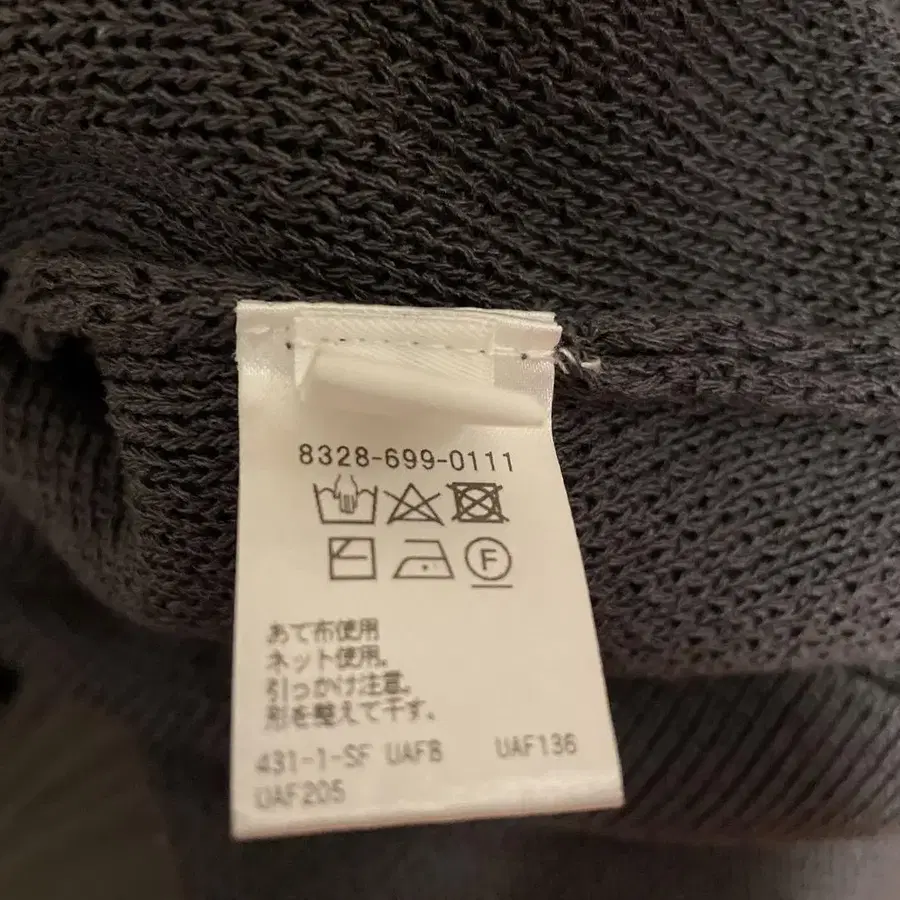 8328-699-0111
F
あて布使用
ネット使用。
引っかけ注意。
形を整えて干す。
431-1-SF UAFB UAF136
UAF205